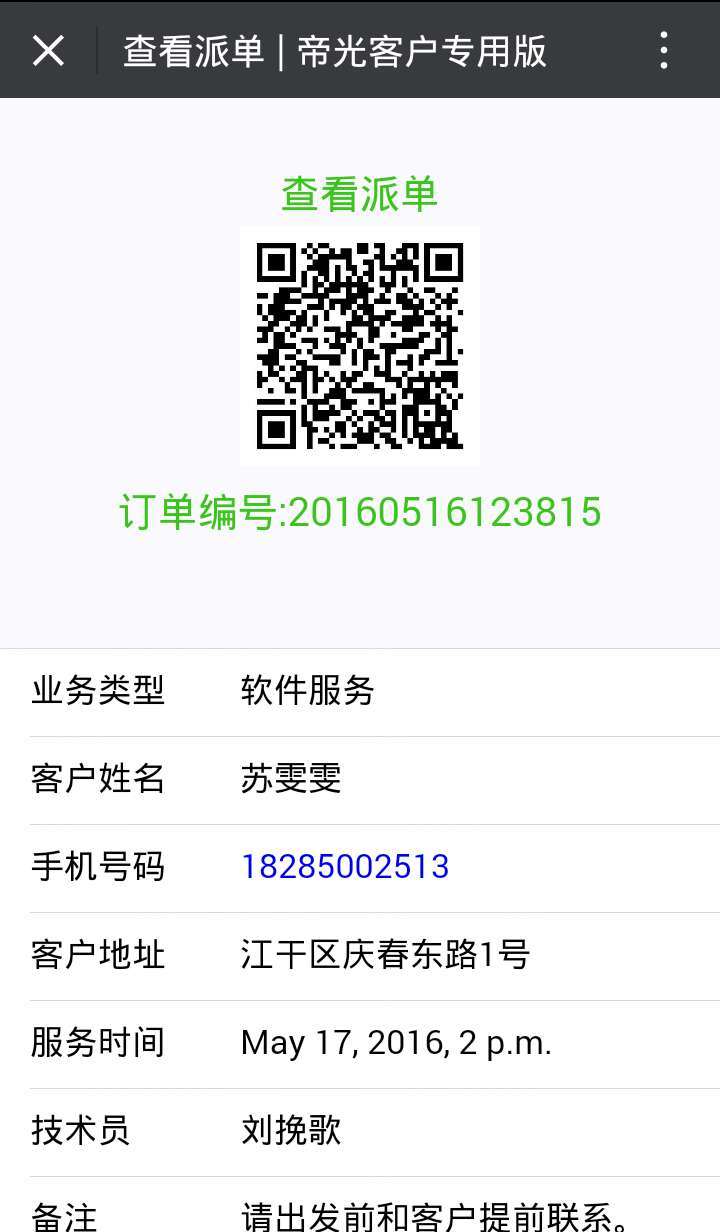 查看派单 | 帝光客户专用版
查看派单
订单编号:20160516123815
业务类型 软件服务
客户姓名 苏雯雯
手机号码 18285002513
客户地址 江干区庆春东路1号
服务时间 May 17, 2016, 2 p.m.
技术员 刘挽歌
备注 请出发前和客户提前联系。